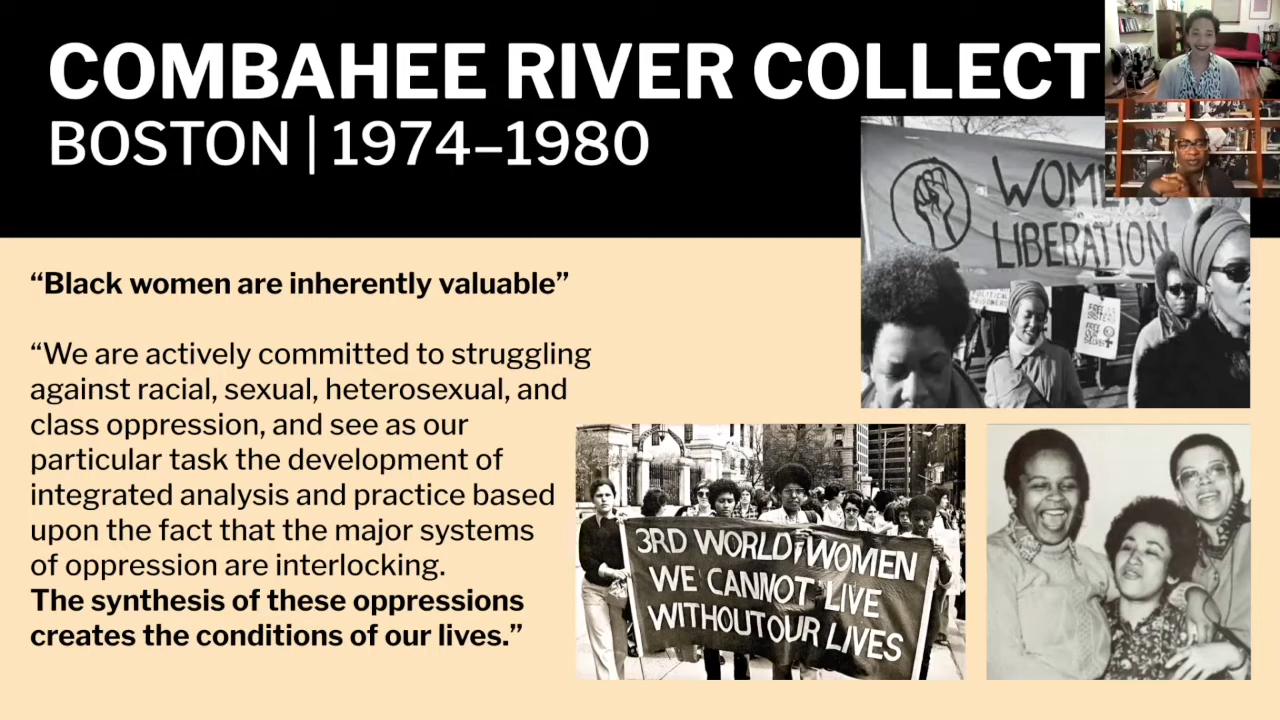 COMBAHEE RIVER COLLECT
BOSTON | 1974–1980
WOMEN'S
LIBERATION
“Black women are inherently valuable”
“We are actively committed to struggling
against racial, sexual, heterosexual, and
class oppression, and see as our
particular task the development of
integrated analysis and practice based
upon the fact that the major systems
of oppression are interlocking.
The synthesis of these oppressions
creates the conditions of our lives.”
3RD WORLD WOMEN
WE CANNOT LIVE
WITHOUT OUR LIVES